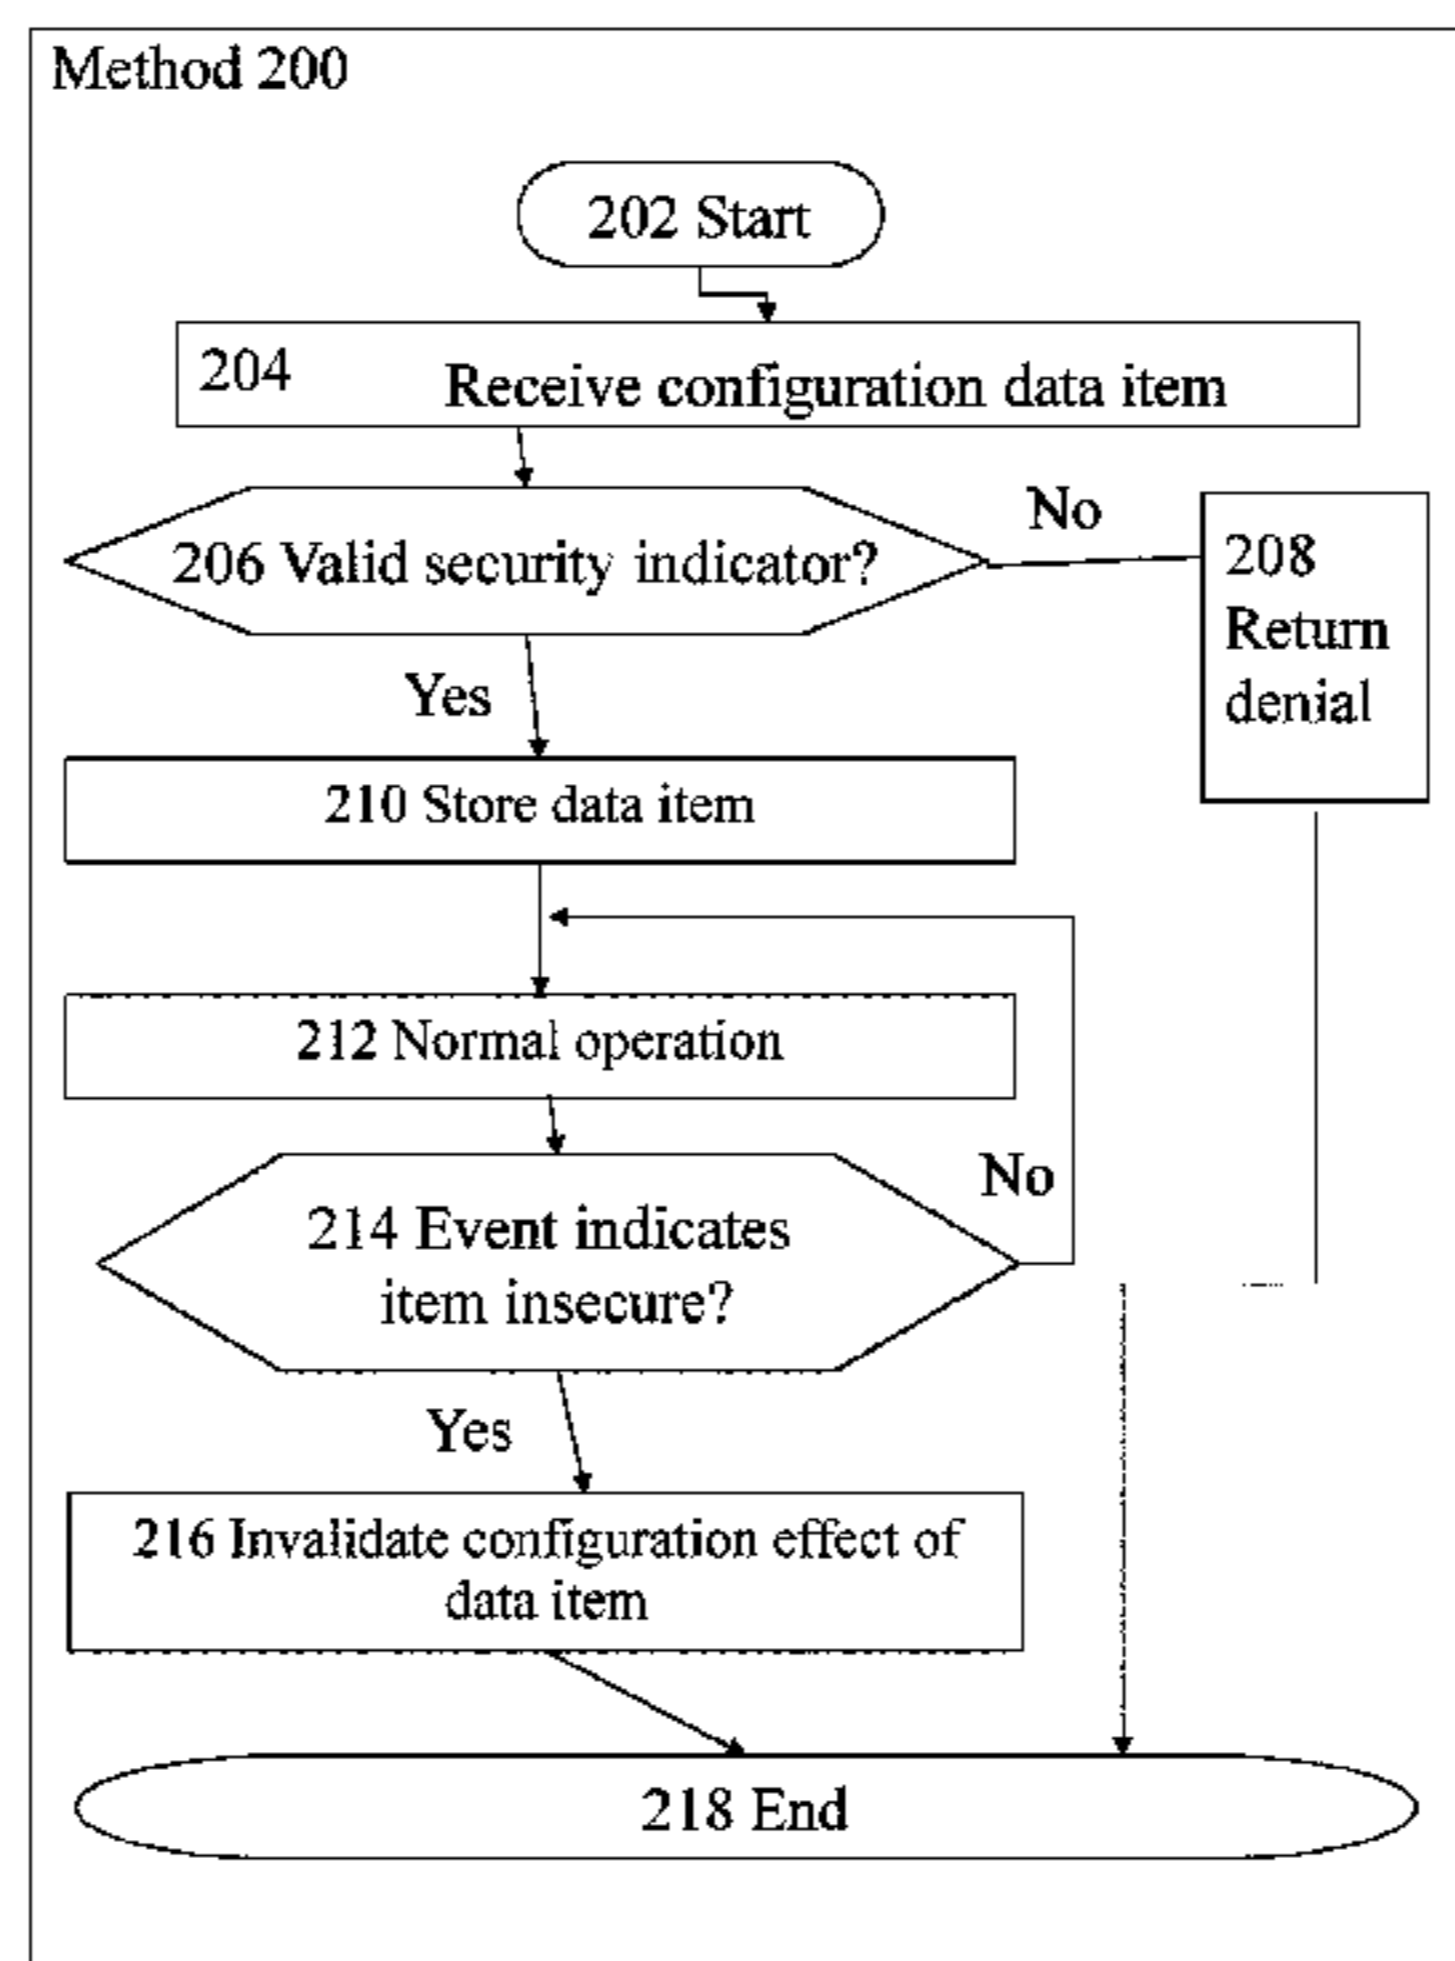 Method 200
202 Start
204 Receive configuration data item
206 Valid security indicator?
No
208
Return
denial
Yes
210 Store data item
212 Normal operation
No
214 Event indicates
item insecure?
Yes
216 Invalidate configuration effect of
data item
218 End